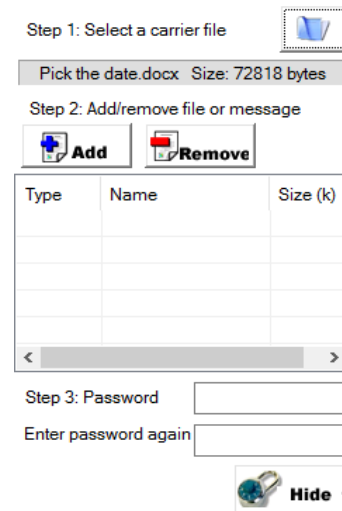 Step 1: Select a carrier file
Pick the date.docx Size: 72818 bytes
Step 2: Add/remove file or message
Add Remove
Type Name Size (k)
Step 3: Password
Enter password again
Hide